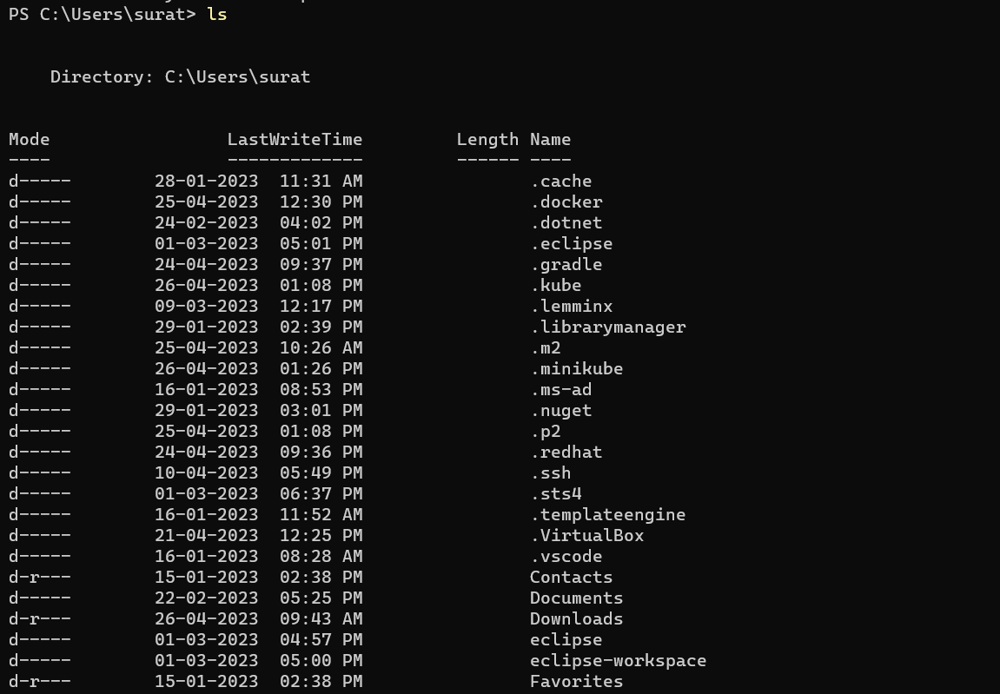 PS C:\Users\surat> ls
Directory: C:\Users\surat
Mode                 LastWriteTime         Length Name
----                 -------------         ------ ----
d-----        28-01-2023  11:31 AM                .cache
d-----        25-04-2023  12:30 PM                .docker
d-----        24-02-2023  04:02 PM                .dotnet
d-----        01-03-2023  05:01 PM                .eclipse
d-----        24-04-2023  09:37 PM                .gradle
d-----        26-04-2023  01:08 PM                .kube
d-----        09-03-2023  12:17 PM                .lemminx
d-----        29-01-2023  02:39 PM                .librarymanager
d-----        25-04-2023  10:26 AM                .m2
d-----        26-04-2023  01:26 PM                .minikube
d-----        16-01-2023  08:53 PM                .ms-ad
d-----        29-01-2023  03:01 PM                .nuget
d-----        25-04-2023  01:08 PM                .p2
d-----        24-04-2023  09:36 PM                .redhat
d-----        10-04-2023  05:49 PM                .ssh
d-----        01-03-2023  06:37 PM                .sts4
d-----        16-01-2023  11:52 AM                .templateengine
d-----        21-04-2023  12:25 PM                .VirtualBox
d-----        16-01-2023  08:28 AM                .vscode
d-r---        15-01-2023  02:38 PM                Contacts
d-----        22-02-2023  05:25 PM                Documents
d-r---        26-04-2023  09:43 AM                Downloads
d-----        01-03-2023  04:57 PM                eclipse
d-----        01-03-2023  05:00 PM                eclipse-workspace
d-r---        15-01-2023  02:38 PM                Favorites